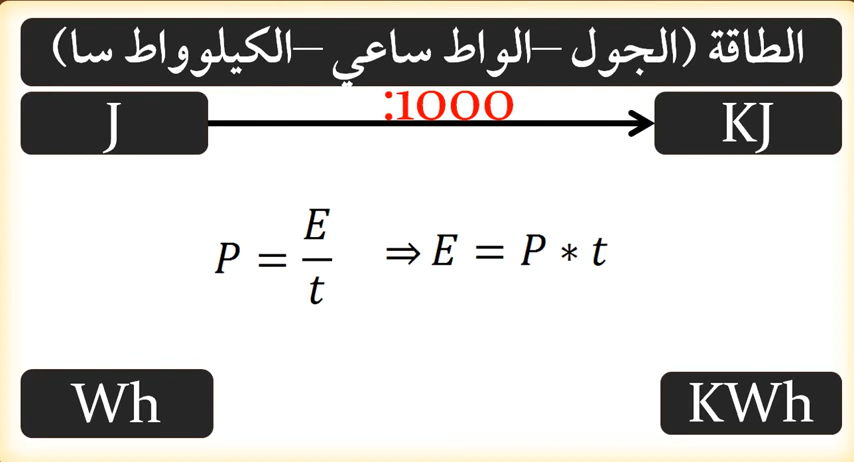 الطاقة (الجول –الواط ساعي –الكيلوواط سا)
:1000
J
KJ
P = E/t ⇒ E = P * t
Wh
KWh